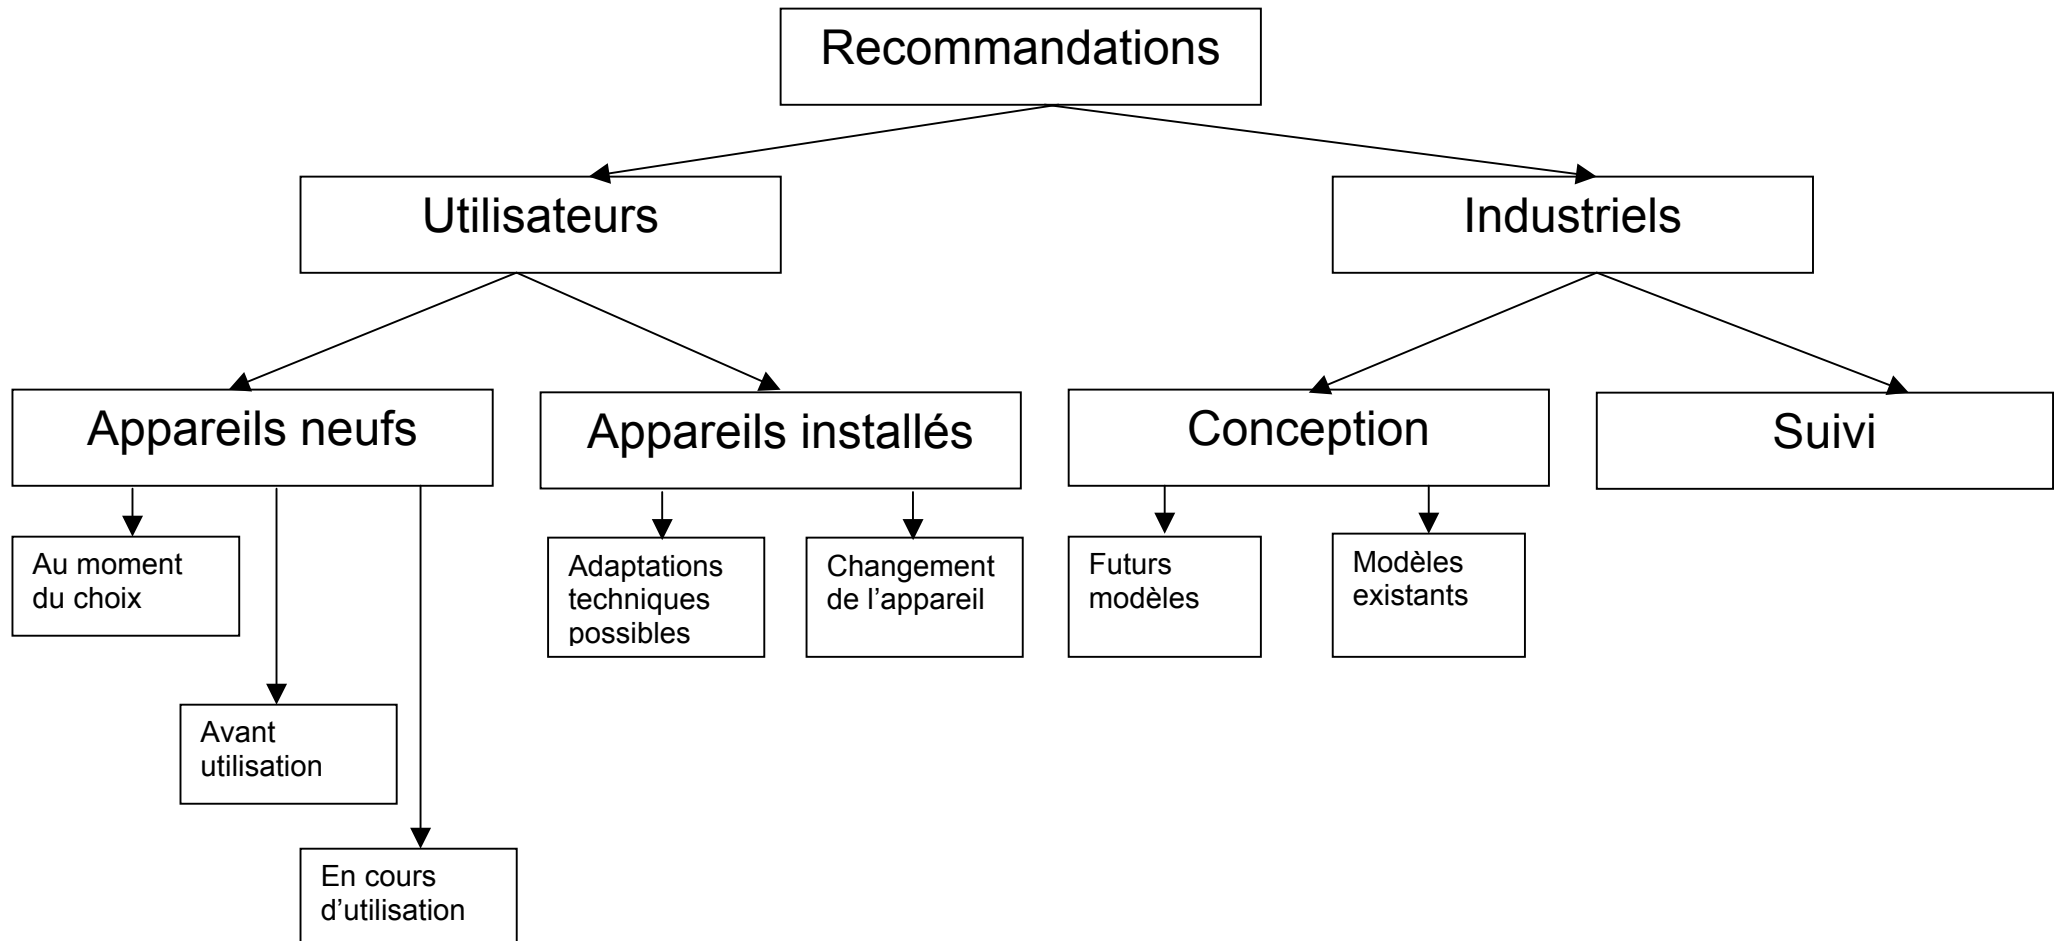 Recommandations
Utilisateurs
Industriels
Appareils neufs
Appareils installés
Conception
Suivi
Au moment
du choix
Adaptations
techniques
possibles
Changement
de l’appareil
Futurs
modèles
Modèles
existants
Avant
utilisation
En cours
d’utilisation